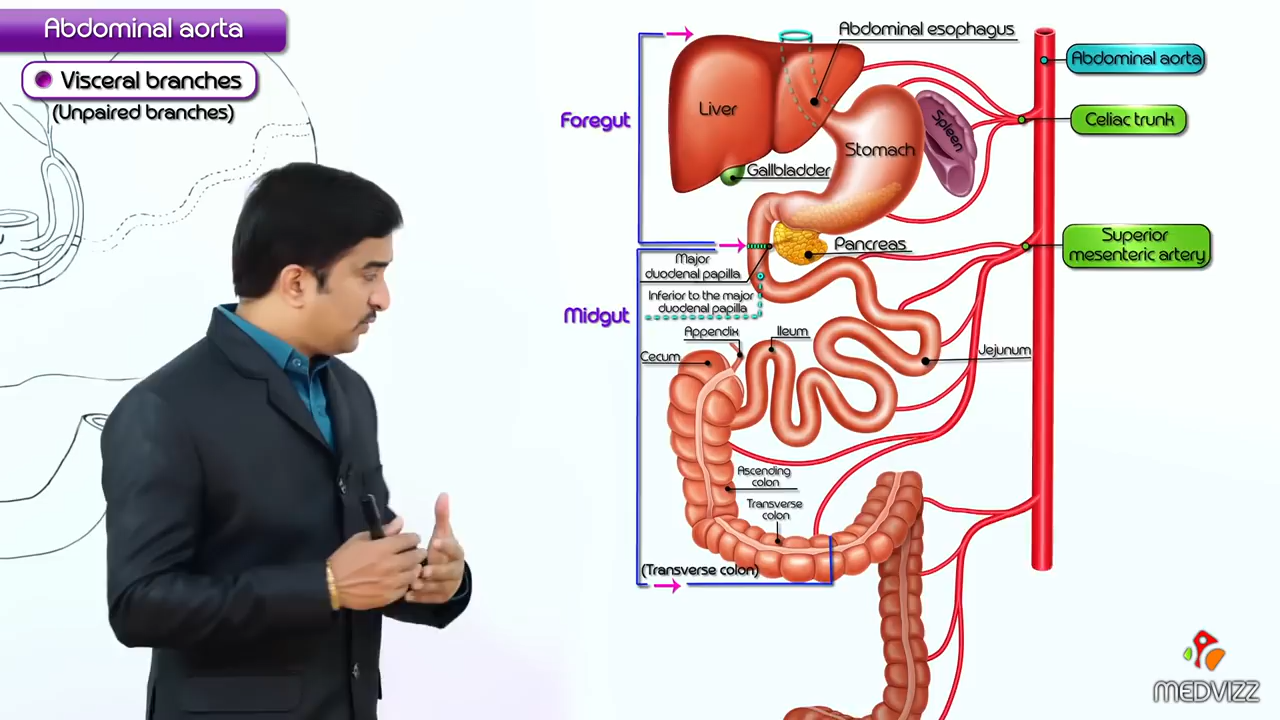 Abdominal aorta
Visceral branches
(Unpaired branches)
Foregut
Midgut
Abdominal esophagus
Liver
Gallbladder
Stomach
Spleen
Pancreas
Major
duodenal papilla
Inferior to the major
duodenal papilla
Appendix
Ileum
Cecum
Jejunum
Ascending
colon
Transverse
colon
(Transverse colon)
Abdominal aorta
Celiac trunk
Superior
mesenteric artery
MEDVIZZ